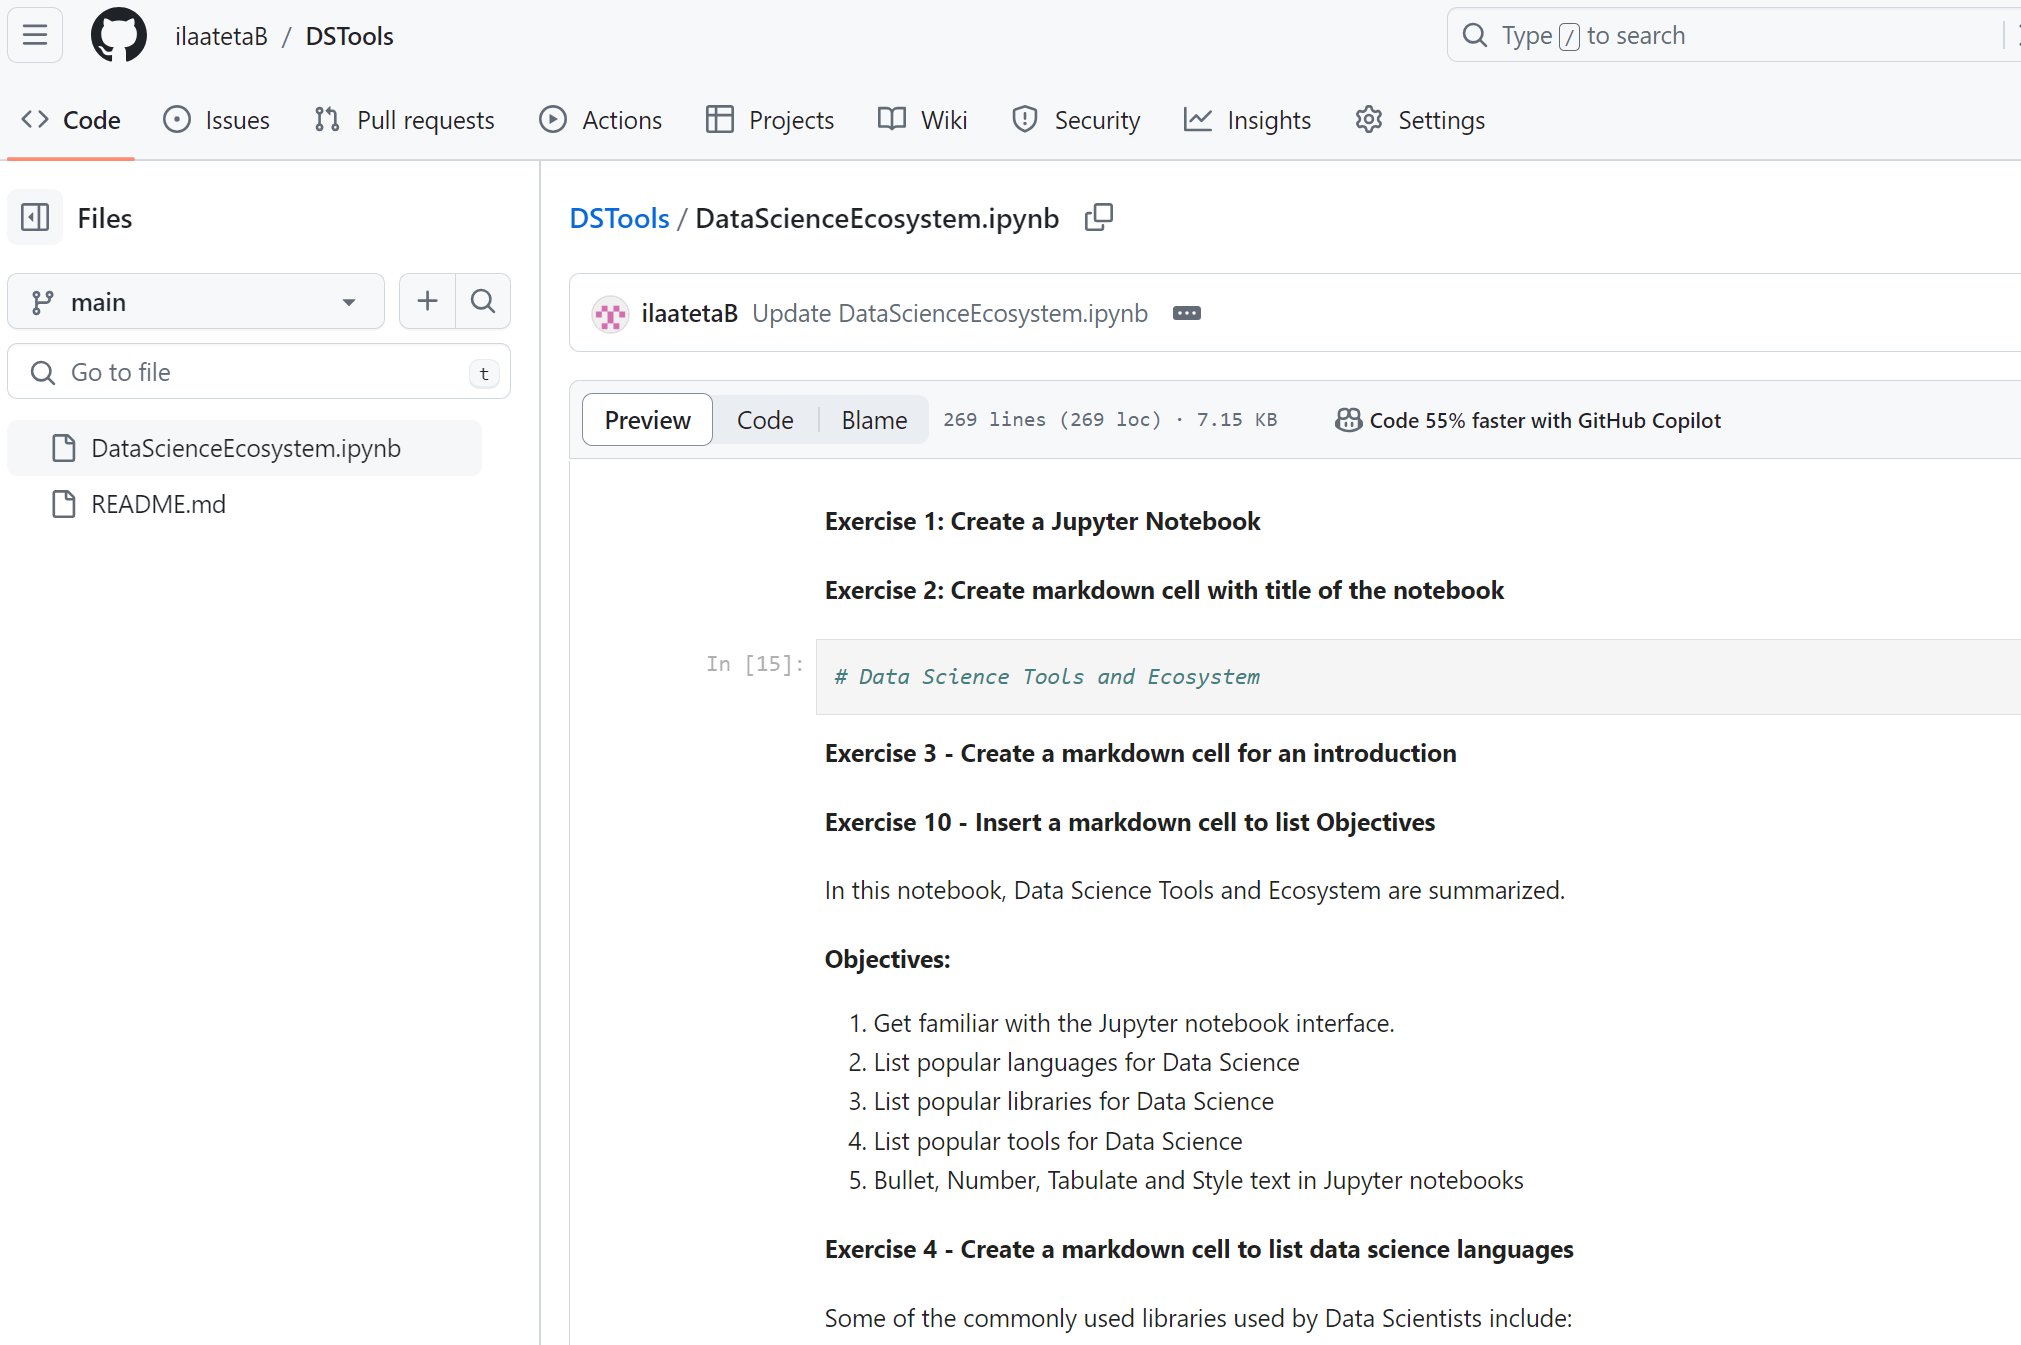 ilaatetaB / DSTools
Type / to search
Code Issues Pull requests Actions Projects Wiki Security Insights Settings
Files
main
Go to file t
DataScienceEcosystem.ipynb
README.md
DSTools / DataScienceEcosystem.ipynb
ilaatetaB Update DataScienceEcosystem.ipynb
Preview Code Blame 269 lines (269 loc) · 7.15 KB Code 55% faster with GitHub Copilot
Exercise 1: Create a Jupyter Notebook
Exercise 2: Create markdown cell with title of the notebook
In [15]: # Data Science Tools and Ecosystem
Exercise 3 - Create a markdown cell for an introduction
Exercise 10 - Insert a markdown cell to list Objectives
In this notebook, Data Science Tools and Ecosystem are summarized.
Objectives:
1. Get familiar with the Jupyter notebook interface.
2. List popular languages for Data Science
3. List popular libraries for Data Science
4. List popular tools for Data Science
5. Bullet, Number, Tabulate and Style text in Jupyter notebooks
Exercise 4 - Create a markdown cell to list data science languages
Some of the commonly used libraries used by Data Scientists include: